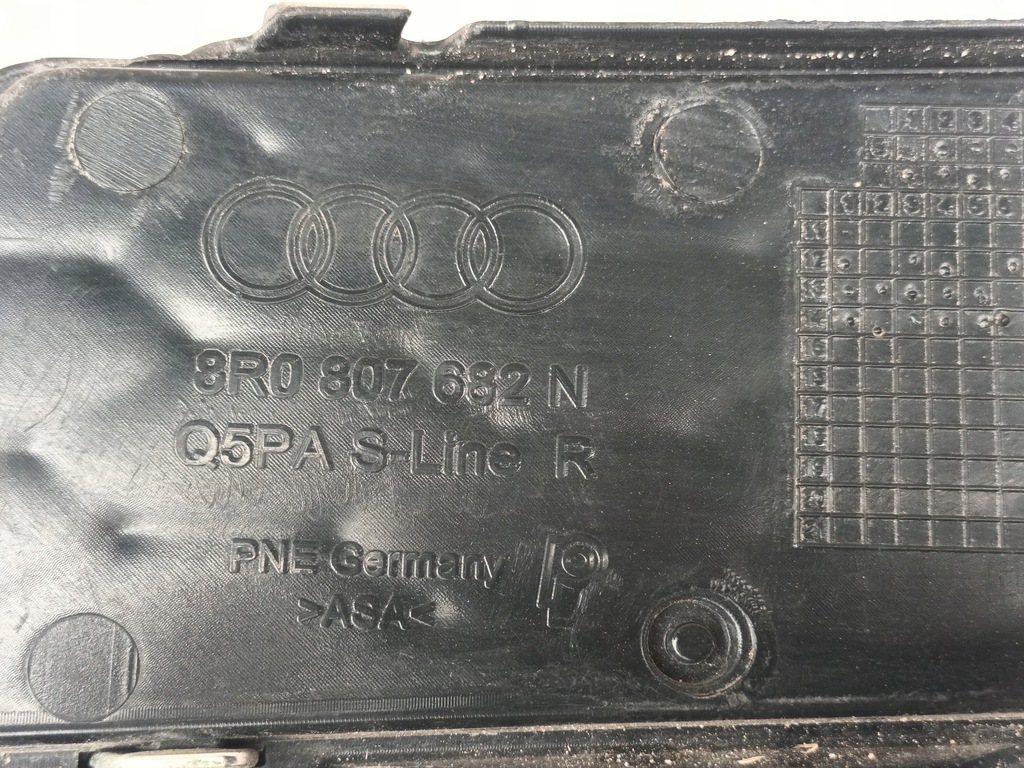 8R0 807 682 N
Q5PA S-Line R
PNE Germany
>ASA<